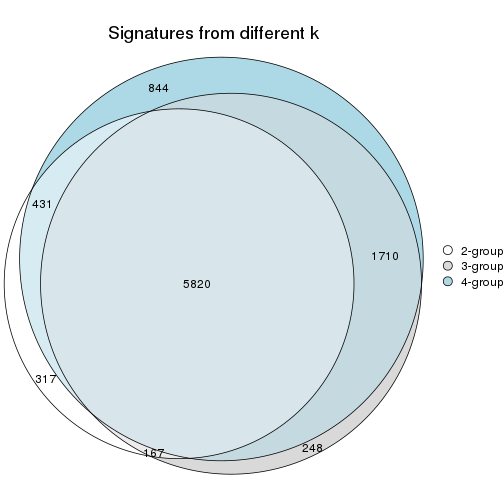 Signatures from different k
844
431
1710
2-group
3-group
4-group
5820
317
167
248